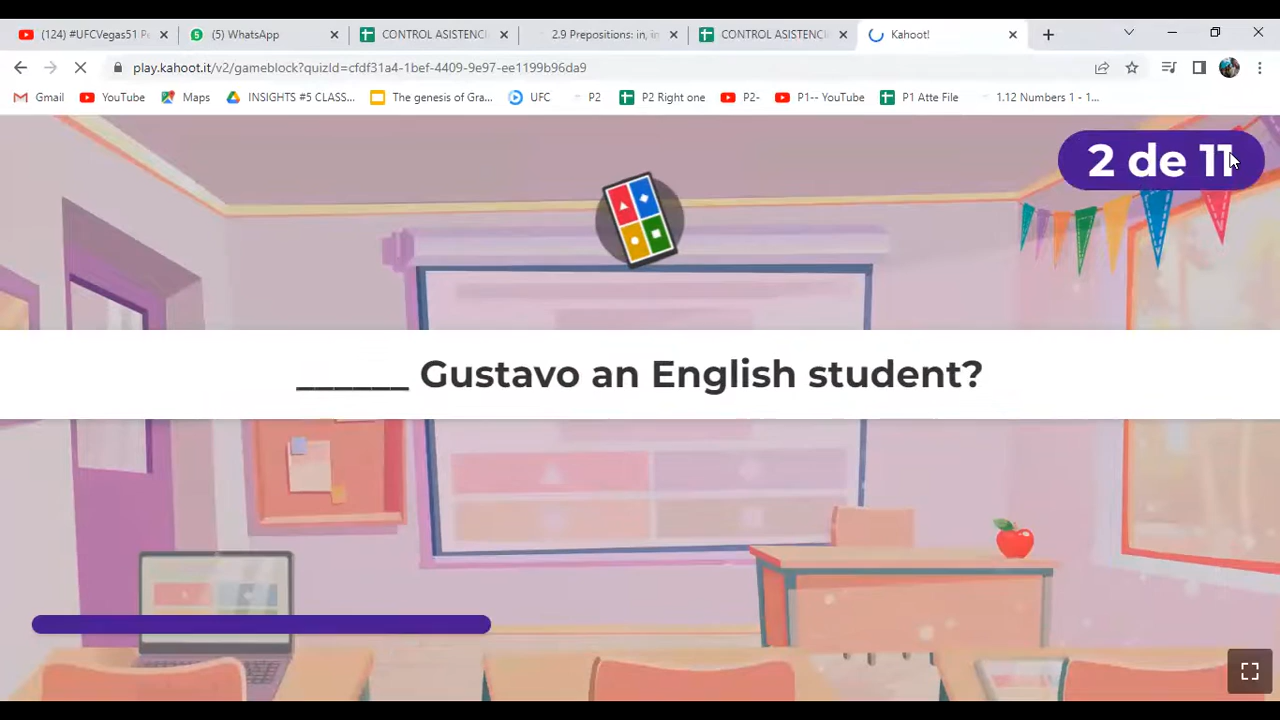 (124) #UFCVegas51 Pe
(5) WhatsApp
CONTROL ASISTENCI
2.9 Prepositions: in, in
CONTROL ASISTENCI
Kahoot!
play.kahoot.it/v2/gameblock?quizId=cfdf31a4-1bef-4409-9e97-ee1199b96da9
Gmail
YouTube
Maps
INSIGHTS #5 CLASS...
The genesis of Gra...
UFC
P2
P2 Right one
P2-
P1-- YouTube
P1 Atte File
1.12 Numbers 1 - 1...
2 de 11
______ Gustavo an English student?